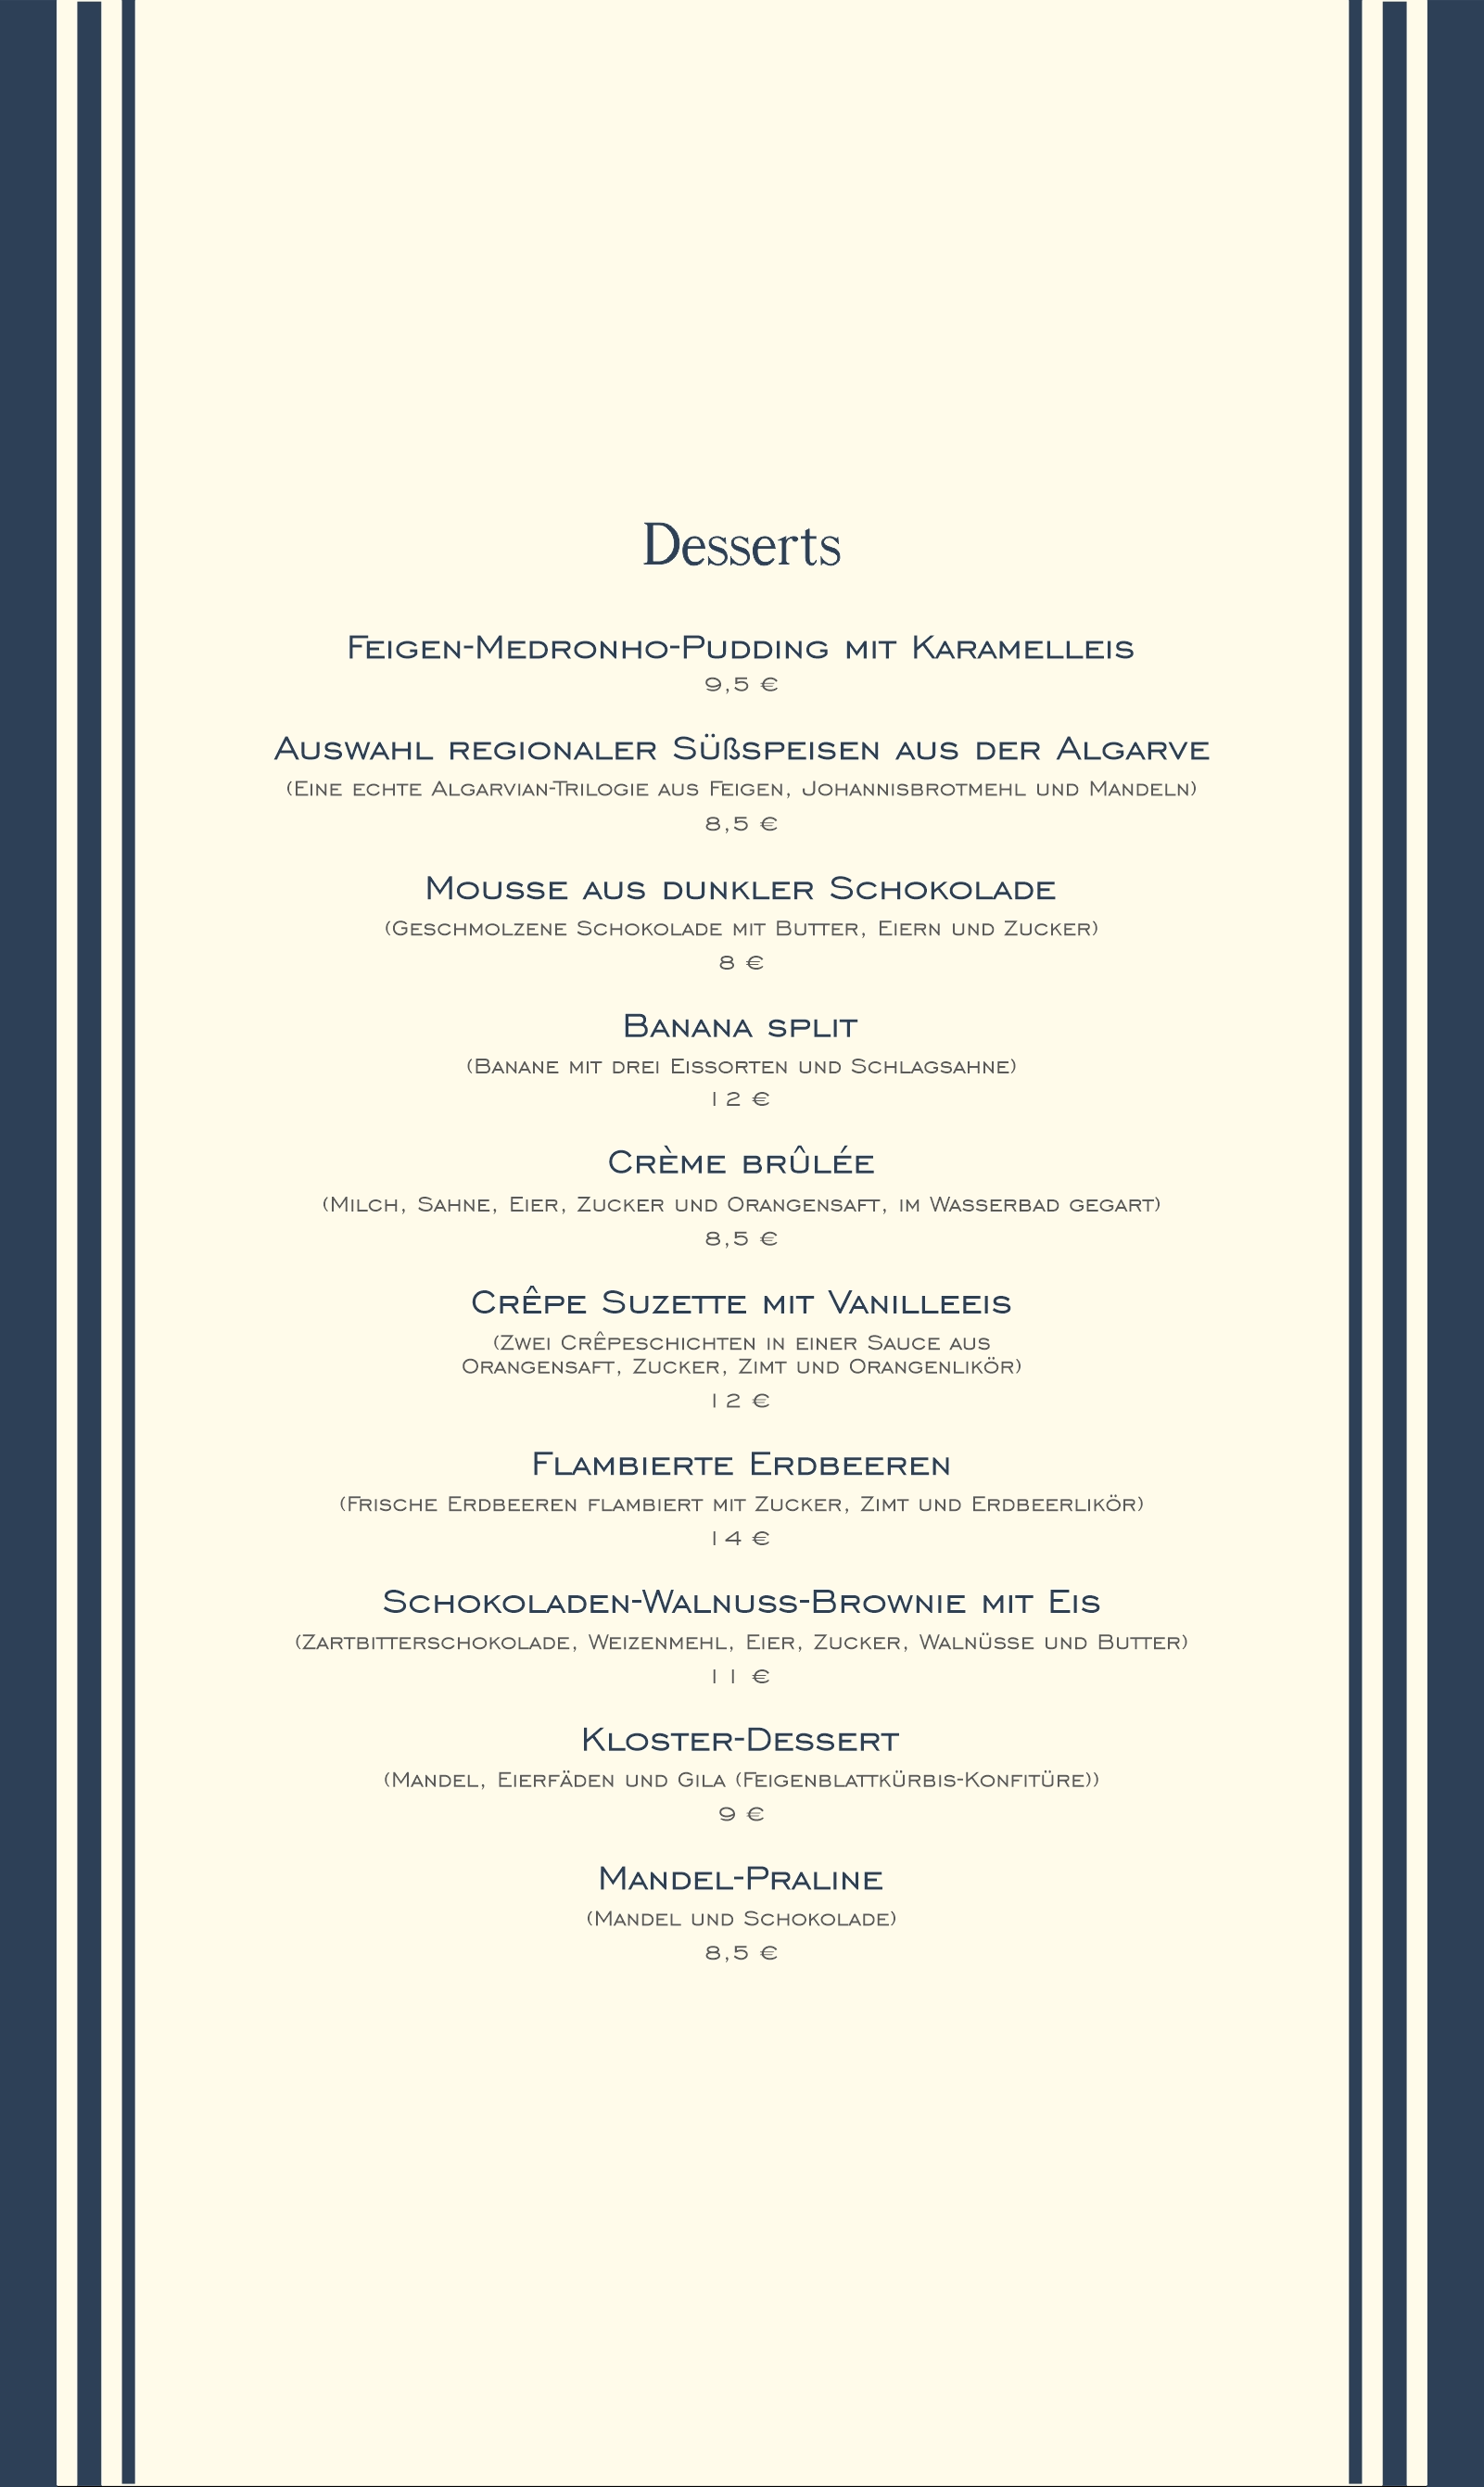 Desserts
Feigen-Medronho-Pudding mit Karamelleis
9,5 €
Auswahl regionaler Süßspeisen aus der Algarve
(Eine echte Algarvian-Trilogie aus Feigen, Johannisbrotmehl und Mandeln)
8,5 €
Mousse aus dunkler Schokolade
(Geschmolzene Schokolade mit Butter, Eiern und Zucker)
8 €
Banana split
(Banane mit drei Eissorten und Schlagsahne)
12 €
Crème brûlée
(Milch, Sahne, Eier, Zucker und Orangensaft, im Wasserbad gegart)
8,5 €
Crêpe Suzette mit Vanilleeis
(Zwei Crêpeschichten in einer Sauce aus
Orangensaft, Zucker, Zimt und Orangenlikör)
12 €
Flambierte Erdbeeren
(Frische Erdbeeren flambiert mit Zucker, Zimt und Erdbeerlikör)
14 €
Schokoladen-Walnuss-Brownie mit Eis
(Zartbitterschokolade, Weizenmehl, Eier, Zucker, Walnüsse und Butter)
11 €
Kloster-Dessert
(Mandel, Eierfäden und Gila (Feigenblattkürbis-Konfitüre))
9 €
Mandel-Praline
(Mandel und Schokolade)
8,5 €